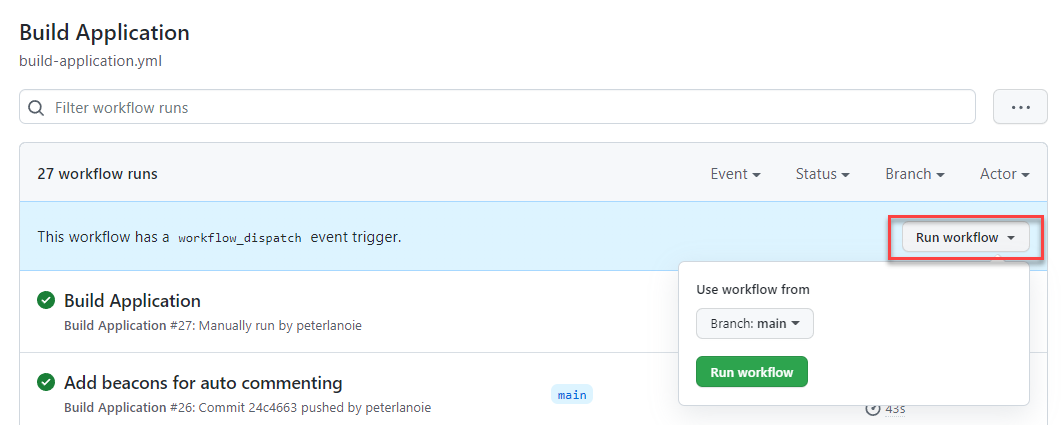 Build Application
build-application.yml
Filter workflow runs
27 workflow runs
Event
Status
Branch
Actor
This workflow has a workflow_dispatch event trigger.
Run workflow
Use workflow from
Branch: main
Run workflow
Build Application
Build Application #27: Manually run by peterlanoie
Add beacons for auto commenting
Build Application #26: Commit 24c4663 pushed by peterlanoie
main
43s